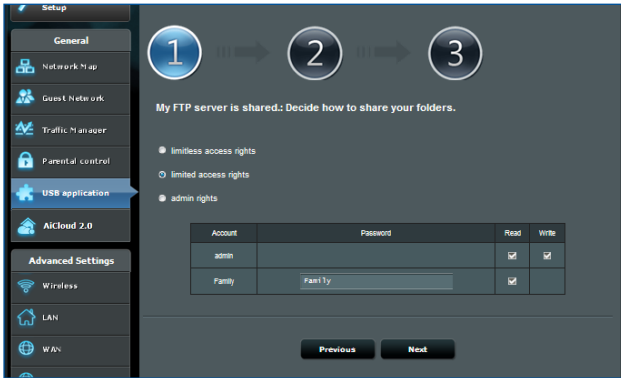 Setup
General
Network Map
Guest Network
Traffic Manager
Parental control
USB application
AiCloud 2.0
Advanced Settings
Wireless
LAN
WAN
1 2 3
My FTP server is shared.: Decide how to share your folders.
limitless access rights
limited access rights
admin rights
Account Password Read Write
admin
Family Family
Previous Next